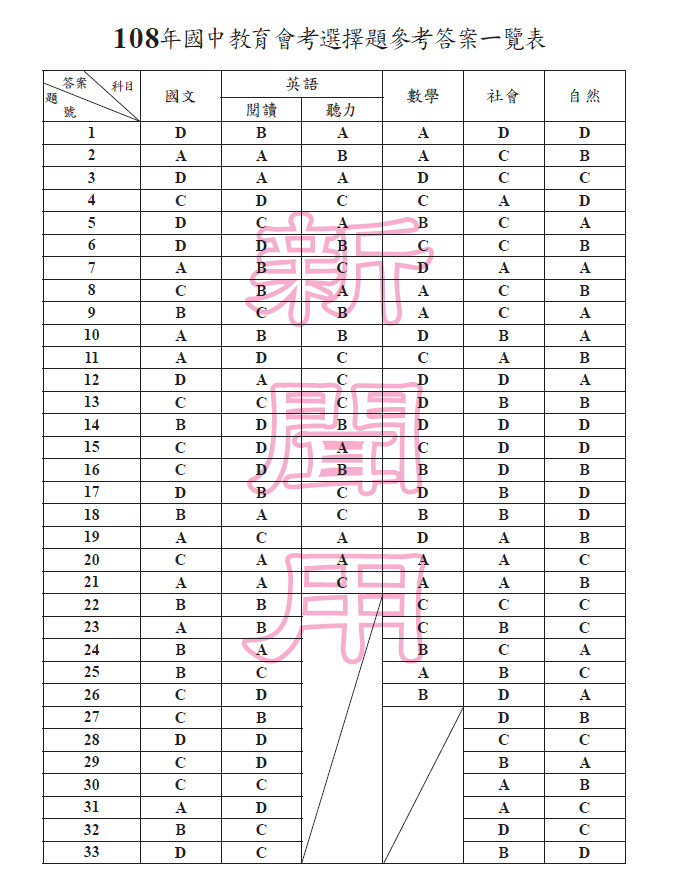 108年國中教育會考選擇題參考答案一覽表
答案 科目 題號 國文 英語 數學 社會 自然
閱讀 聽力
1 D B A A D D
2 A A B A C B
3 D A A D C C
4 C D C C A D
5 D C A B C A
6 D D B C C B
7 A B C D A A
8 C B A A C B
9 B C B A C A
10 A B B D B A
11 A D C C A B
12 D A C D D A
13 C C C D B B
14 B D B D D D
15 C D A C D D
16 C D B B D B
17 D B C D B D
18 B A C B B D
19 A C A D A B
20 C A A A A C
21 A A C A A B
22 B B C C C
23 A B C B C
24 B A B C A
25 B C A B C
26 C D B D A
27 C B D B
28 D D C C
29 C D B A
30 C C A B
31 A D A C
32 B C D C
33 D C B D
新
聞
用